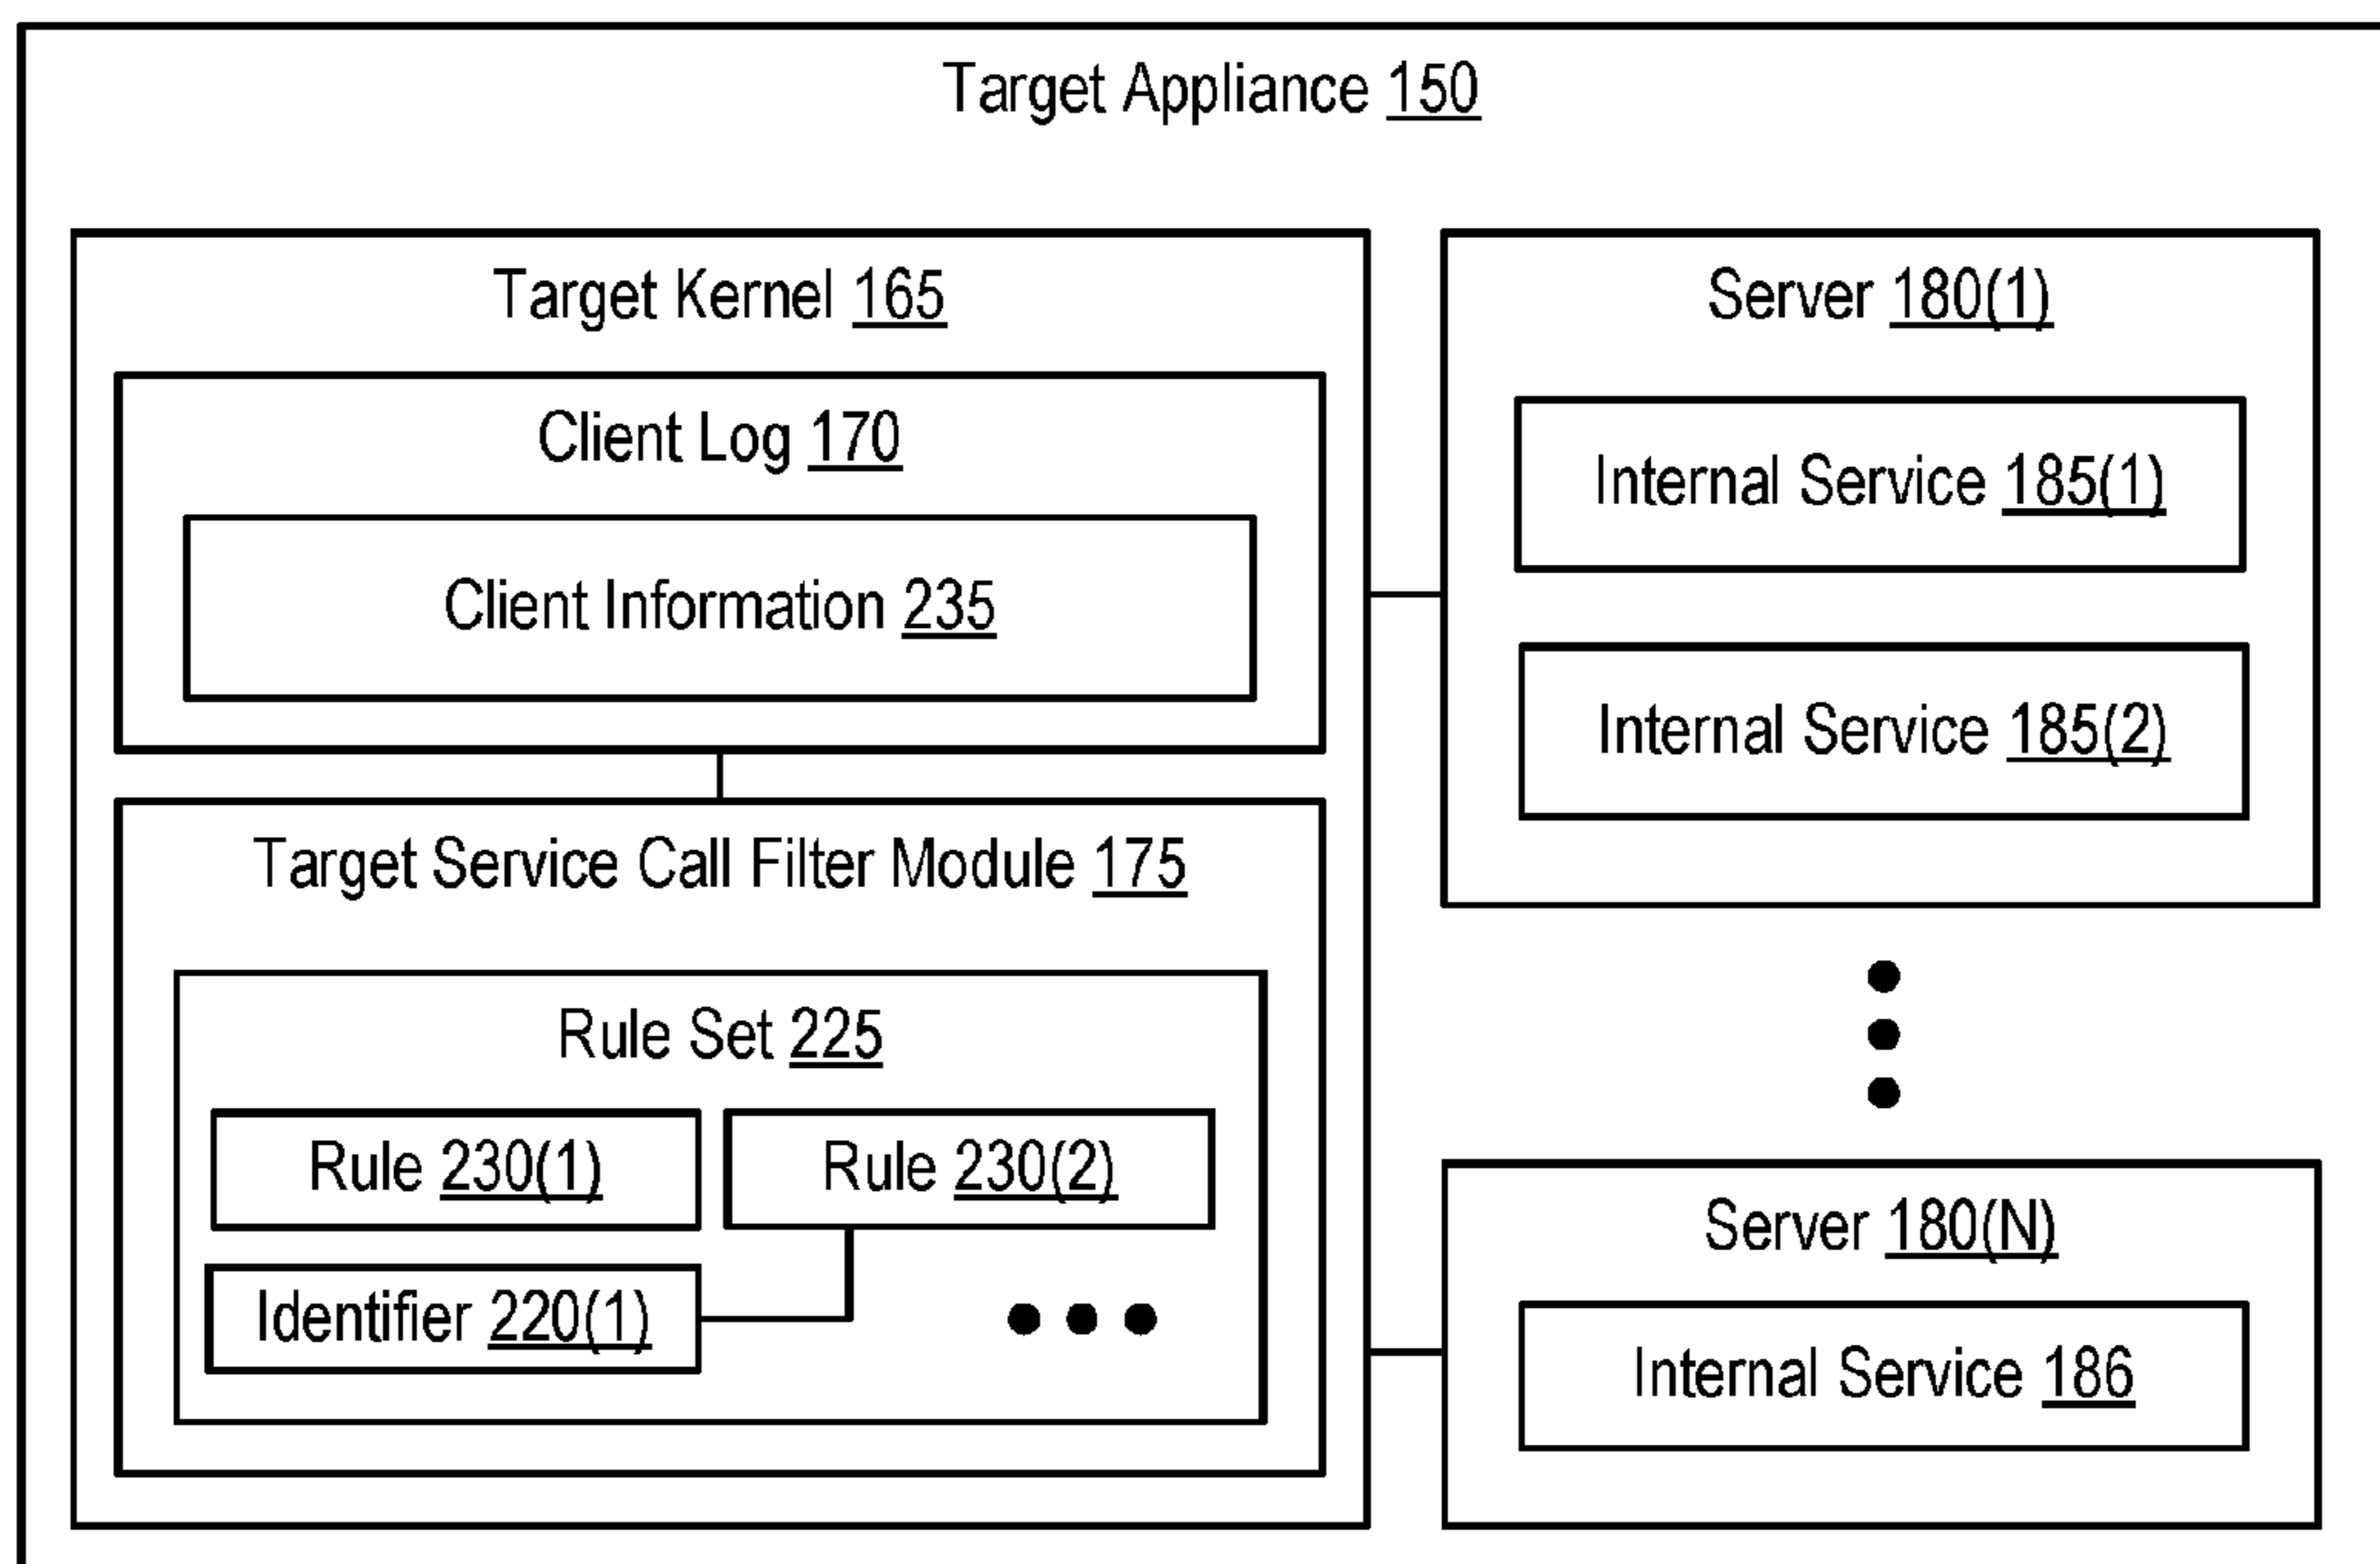 Target Appliance 150
Target Kernel 165
Client Log 170
Client Information 235
Target Service Call Filter Module 175
Rule Set 225
Rule 230(1)
Rule 230(2)
Identifier 220(1)
Server 180(1)
Internal Service 185(1)
Internal Service 185(2)
Server 180(N)
Internal Service 186